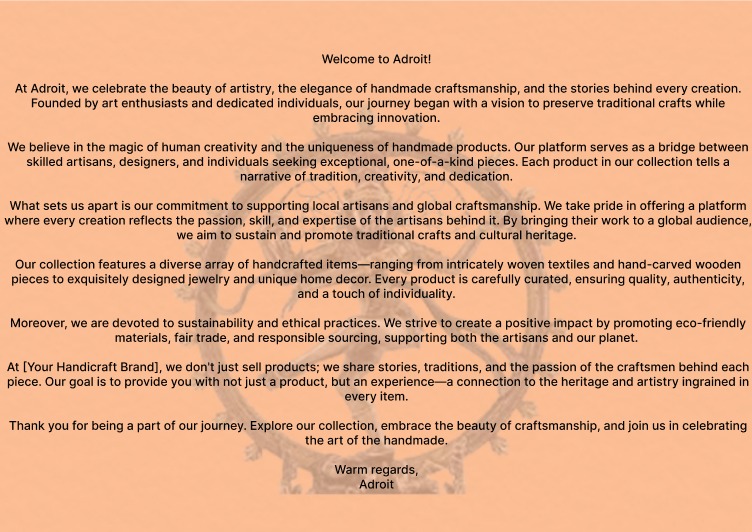 Welcome to Adroit!
At Adroit, we celebrate the beauty of artistry, the elegance of handmade craftsmanship, and the stories behind every creation.
Founded by art enthusiasts and dedicated individuals, our journey began with a vision to preserve traditional crafts while
embracing innovation.
We believe in the magic of human creativity and the uniqueness of handmade products. Our platform serves as a bridge between
skilled artisans, designers, and individuals seeking exceptional, one-of-a-kind pieces. Each product in our collection tells a
narrative of tradition, creativity, and dedication.
What sets us apart is our commitment to supporting local artisans and global craftsmanship. We take pride in offering a platform
where every creation reflects the passion, skill, and expertise of the artisans behind it. By bringing their work to a global audience,
we aim to sustain and promote traditional crafts and cultural heritage.
Our collection features a diverse array of handcrafted items—ranging from intricately woven textiles and hand-carved wooden
pieces to exquisitely designed jewelry and unique home decor. Every product is carefully curated, ensuring quality, authenticity,
and a touch of individuality.
Moreover, we are devoted to sustainability and ethical practices. We strive to create a positive impact by promoting eco-friendly
materials, fair trade, and responsible sourcing, supporting both the artisans and our planet.
At [Your Handicraft Brand], we don't just sell products; we share stories, traditions, and the passion of the craftsmen behind each
piece. Our goal is to provide you with not just a product, but an experience—a connection to the heritage and artistry ingrained in
every item.
Thank you for being a part of our journey. Explore our collection, embrace the beauty of craftsmanship, and join us in celebrating
the art of the handmade.
Warm regards,
Adroit